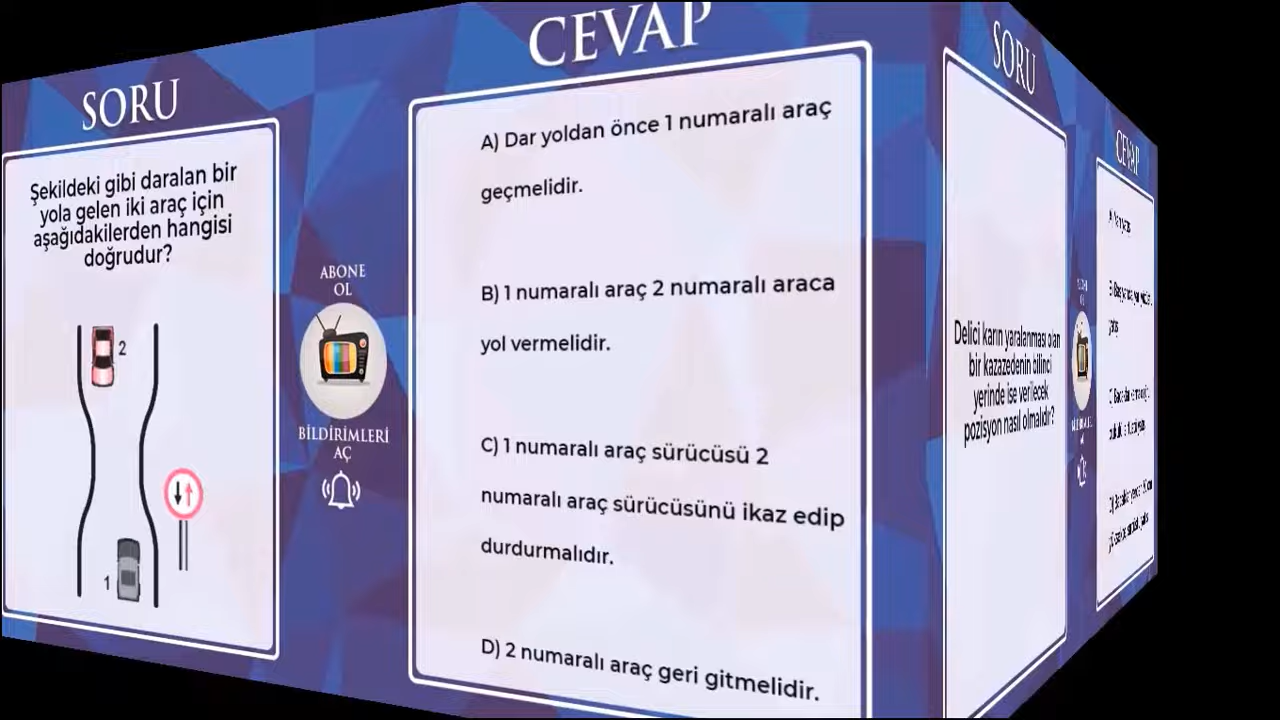 SORU
Şekildeki gibi daralan bir
yola gelen iki araç için
aşağıdakilerden hangisi
doğrudur?
2
1
ABONE
OL
BİLDİRİMLERİ
AÇ
CEVAP
A) Dar yoldan önce 1 numaralı araç
geçmelidir.
B) 1 numaralı araç 2 numaralı araca
yol vermelidir.
C) 1 numaralı araç sürücüsü 2
numaralı araç sürücüsünü ikaz edip
durdurmalıdır.
D) 2 numaralı araç geri gitmelidir.
SORU
Delici karın yaralanması olan
bir kazazedenin bilinci
yerinde ise verilecek
pozisyon nasıl olmalıdır?
CEVAP